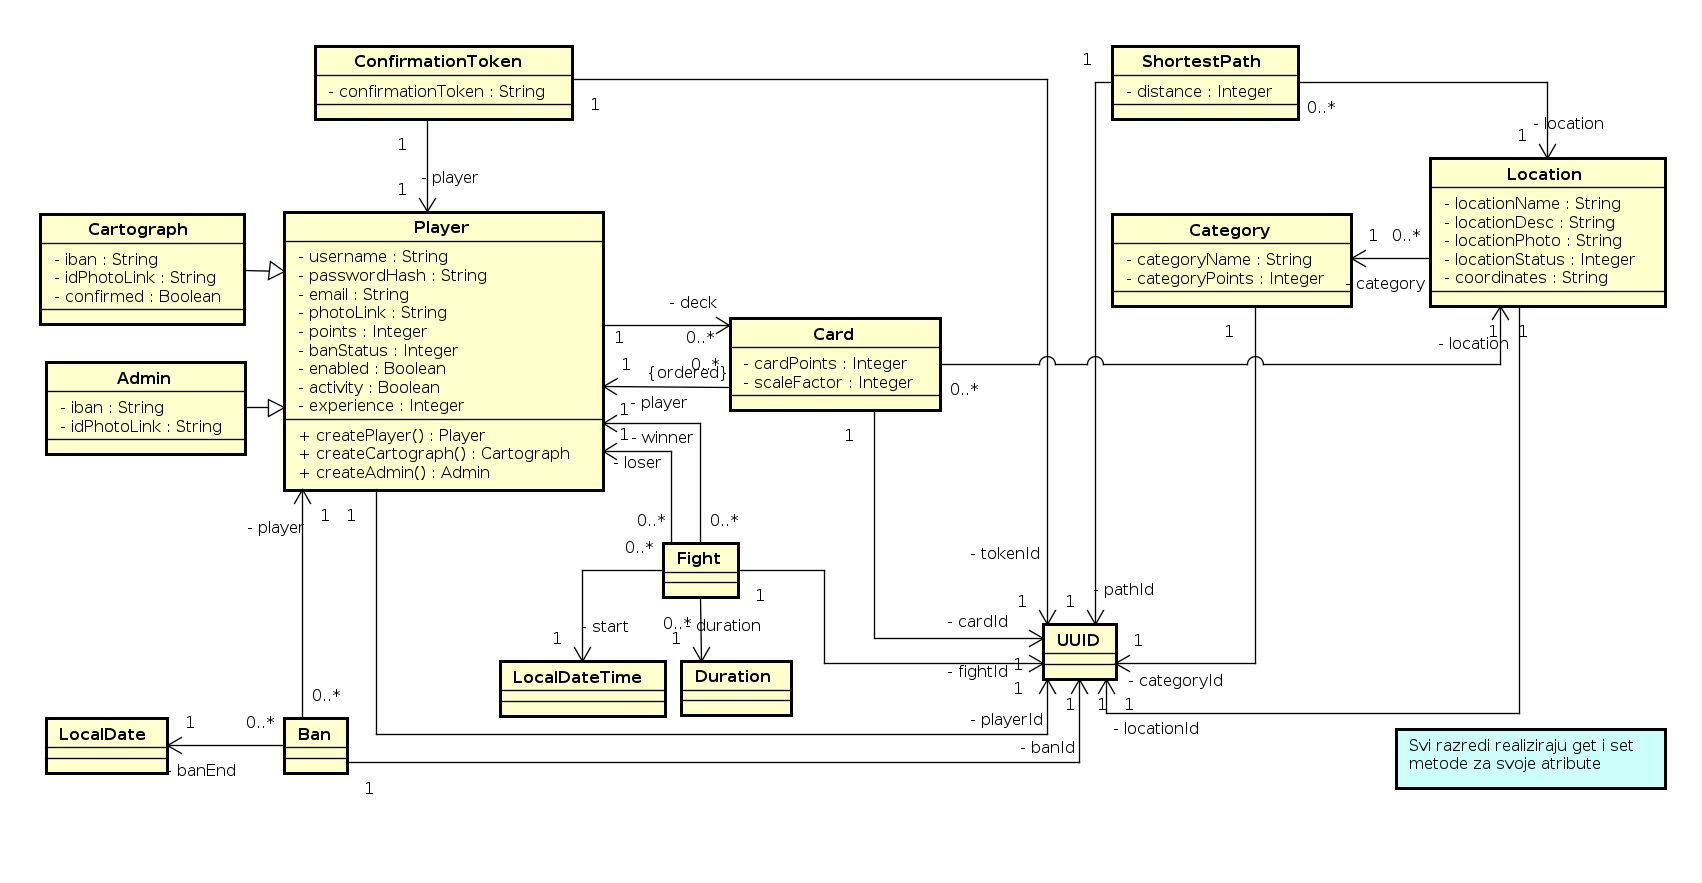 ConfirmationToken
- confirmationToken : String
1
1
- player
1
ShortestPath
- distance : Integer
1
0..*
- location
1
Location
- locationName : String
- locationDesc : String
- locationPhoto : String
- locationStatus : Integer
- coordinates : String
Category
- categoryName : String
- categoryPoints : Integer
1
0..*
- category
1
1
1
- location
Cartograph
- iban : String
- idPhotoLink : String
- confirmed : Boolean
Admin
- iban : String
- idPhotoLink : String
Player
- username : String
- passwordHash : String
- email : String
- photoLink : String
- points : Integer
- banStatus : Integer
- enabled : Boolean
- activity : Boolean
- experience : Integer
+ createPlayer() : Player
+ createCartograph() : Cartograph
+ createAdmin() : Admin
- deck
1
0..*
1
0..*
{ordered}
- player
Card
- cardPoints : Integer
- scaleFactor : Integer
0..*
1
1
- winner
1
- loser
0..*
0..*
0..*
Fight
1
- start
1
0..*
- duration
1
LocalDateTime
Duration
- player
1
1
0..*
Ban
1
0..*
1
- banEnd
LocalDate
- tokenId
1
- pathId
1
- cardId
1
UUID
1
- fightId
1
- categoryId
- playerId
1
- banId
1
1
- locationId
Svi razredi realiziraju get i set
metode za svoje atribute